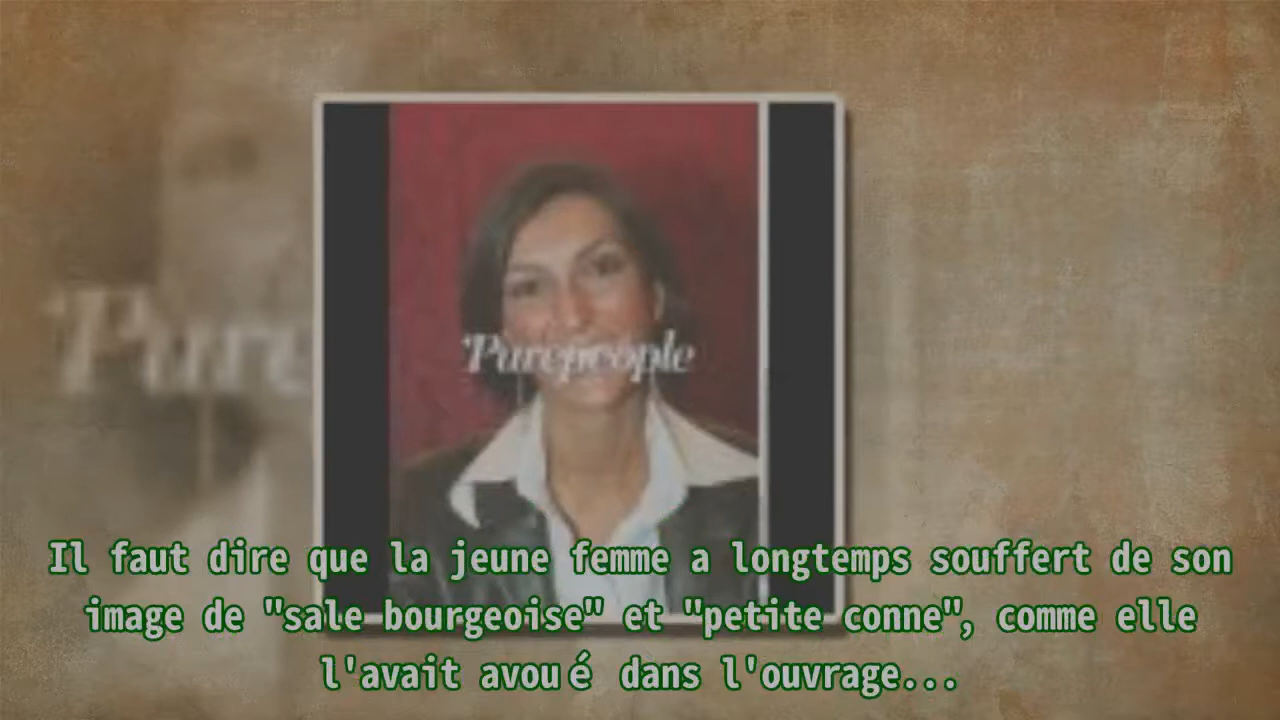 Purepeople
Il faut dire que la jeune femme a longtemps souffert de son
image de "sale bourgeoise" et "petite conne", comme elle
l'avait avoué dans l'ouvrage...